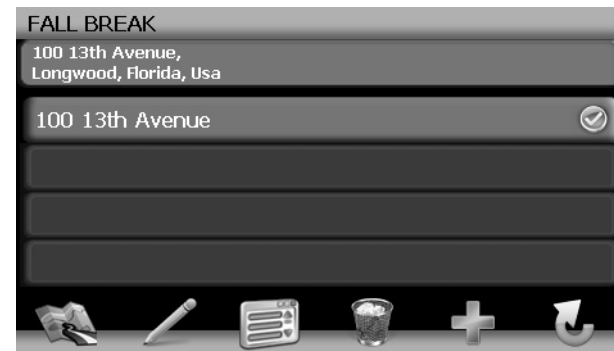 FALL BREAK
100 13th Avenue,
Longwood, Florida, Usa
100 13th Avenue